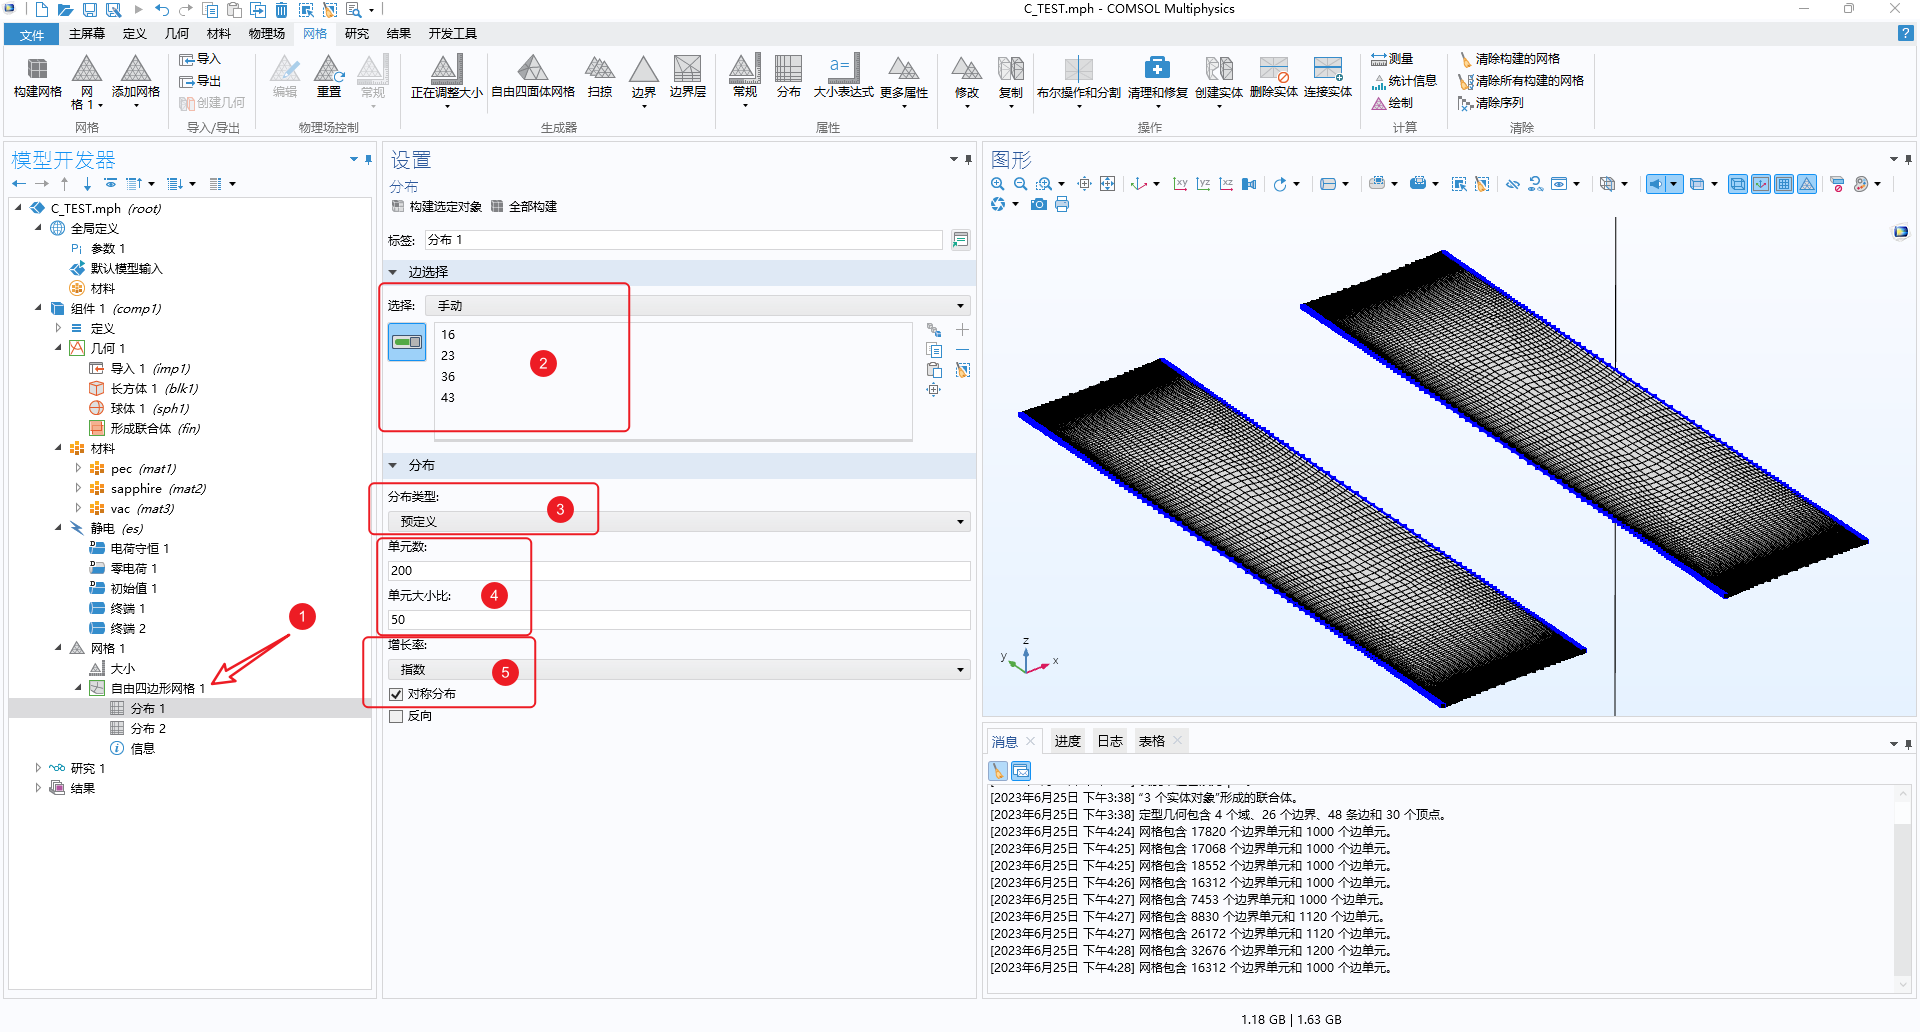 C_TEST.mph - COMSOL Multiphysics
文件 主屏幕 定义 几何 材料 物理场 网格 研究 结果 开发工具
构建网格
网格 1
添加网格
网格
导入
导出
创建几何
导入/导出
编辑
重置
常规
物理场控制
正在调整大小
自由四面体网格
扫掠
边界
边界层
生成器
常规
分布
大小表达式
更多属性
属性
修改
复制
布尔操作和分割
清理和修复
创建实体
删除实体
连接实体
操作
测量
统计信息
绘制
计算
清除构建的网格
清除所有构建的网格
清除序列
清除
模型开发器
C_TEST.mph (root)
全局定义
Pi 参数 1
默认模型输入
材料
组件 1 (comp1)
定义
几何 1
导入 1 (imp1)
长方体 1 (blk1)
球体 1 (sph1)
形成联合体 (fin)
材料
pec (mat1)
sapphire (mat2)
vac (mat3)
静电 (es)
电荷守恒 1
零电荷 1
初始值 1
终端 1
终端 2
网格 1
大小
自由四边形网格 1
分布 1
分布 2
信息
研究 1
结果
1
设置
分布
构建选定对象 全部构建
标签: 分布 1
边选择
选择: 手动
16
23
36
43
2
分布
分布类型:
预定义
3
单元数:
200
单元大小比:
50
4
增长率:
指数
5
对称分布
反向
图形
xy yz xz
z
y
x
消息 进度 日志 表格
[2023年6月25日 下午3:38] “3 个实体对象”形成的联合体。
[2023年6月25日 下午3:38] 定型几何包含 4 个域、26 个边界、48 条边和 30 个顶点。
[2023年6月25日 下午4:24] 网格包含 17820 个边界单元和 1000 个边单元。
[2023年6月25日 下午4:25] 网格包含 17068 个边界单元和 1000 个边单元。
[2023年6月25日 下午4:25] 网格包含 18552 个边界单元和 1000 个边单元。
[2023年6月25日 下午4:26] 网格包含 16312 个边界单元和 1000 个边单元。
[2023年6月25日 下午4:27] 网格包含 7453 个边界单元和 1000 个边单元。
[2023年6月25日 下午4:27] 网格包含 8830 个边界单元和 1120 个边单元。
[2023年6月25日 下午4:27] 网格包含 26172 个边界单元和 1120 个边单元。
[2023年6月25日 下午4:28] 网格包含 32676 个边界单元和 1200 个边单元。
[2023年6月25日 下午4:28] 网格包含 16312 个边界单元和 1000 个边单元。
1.18 GB | 1.63 GB